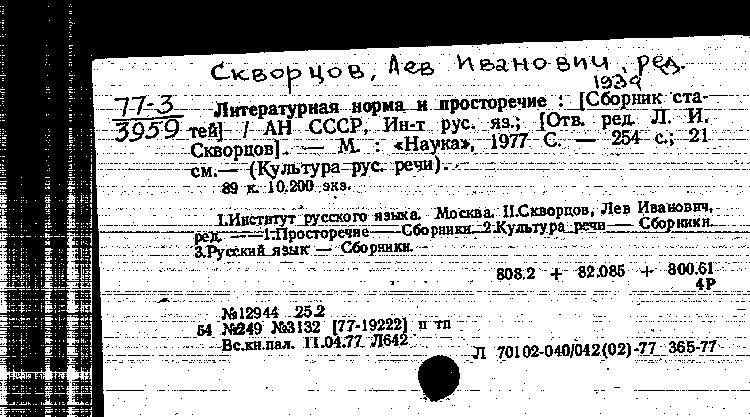 Скворцов, Лев Иванович, ред.
1934
77-3
3959
Литературная норма и просторечие : [Сборник ста-
тей] / АН СССР, Ин-т рус. яз.; [Отв. ред. Л. И.
Скворцов]. — М. : «Наука», 1977 С. — 254 с.; 21
см.— (Культура рус. речи).
89 к. 10.200 экз.
I.Институт русского языка. Москва. II.Скворцов, Лев Иванович,
ред. — 1.Просторечие — Сборники. 2.Культура речи — Сборники.
3.Русский язык — Сборники.
808.2 + 82.085 + 800.61
4Р
№12944 25.2
54 №249 №3132 [77-19222] п тп
Вс.кн.пал. 11.04.77 Л642
Л 70102-040/042(02)-77 365-77